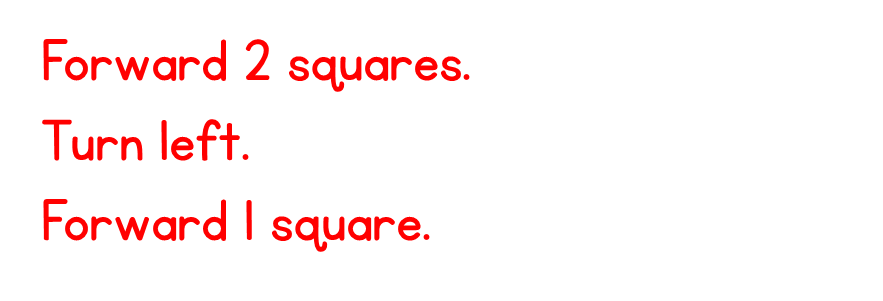 Forward 2 squares.
Turn left.
Forward 1 square.